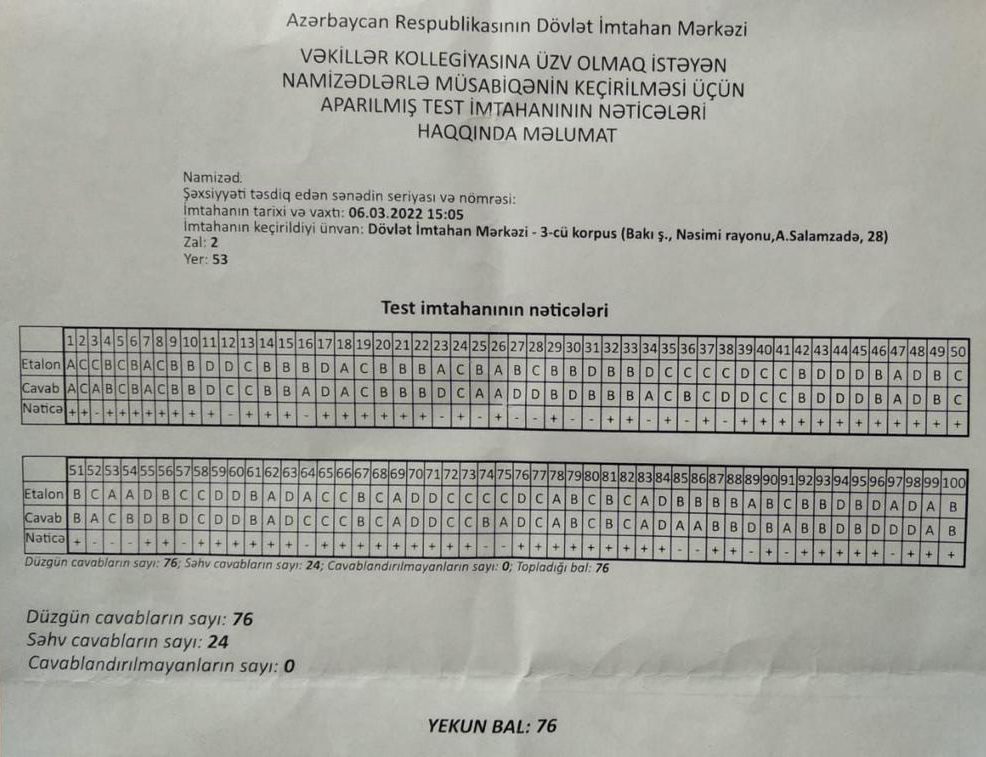 Azərbaycan Respublikasının Dövlət İmtahan Mərkəzi
VƏKİLLƏR KOLLEGİYASINA ÜZV OLMAQ İSTƏYƏN
NAMİZƏDLƏRLƏ MÜSABİQƏNİN KEÇİRİLMƏSİ ÜÇÜN
APARILMIŞ TEST İMTAHANININ NƏTİCƏLƏRİ
HAQQINDA MƏLUMAT
Namizəd.
Şəxsiyyəti təsdiq edən sənədin seriyası və nömrəsi:
İmtahanın tarixi və vaxtı: 06.03.2022 15:05
İmtahanın keçirildiyi ünvan: Dövlət İmtahan Mərkəzi - 3-cü korpus (Bakı ş., Nəsimi rayonu,A.Salamzadə, 28)
Zal: 2
Yer: 53
Test imtahanının nəticələri
1 2 3 4 5 6 7 8 9 10 11 12 13 14 15 16 17 18 19 20 21 22 23 24 25 26 27 28 29 30 31 32 33 34 35 36 37 38 39 40 41 42 43 44 45 46 47 48 49 50
Etalon A C C B C B A C B B D D C B B B D A C B B B A C B A B C B B D B B D C C C C D C C B D D D B A D B C
Cavab A C A B C B A C B B D C C B B A D A C B B B D C A A D D B D B B B A C B C D D C C B D D D B A D B C
Nəticə + + - + + + + + + + + - + + + - + + + + + + - + - + - - + - - + + - + - + - + + + + + + + + + + + +
51 52 53 54 55 56 57 58 59 60 61 62 63 64 65 66 67 68 69 70 71 72 73 74 75 76 77 78 79 80 81 82 83 84 85 86 87 88 89 90 91 92 93 94 95 96 97 98 99 100
Etalon B C A A D B C C D D B A D A C C B C A D D C C C C D C A B C B C A D B B B B A B C B B D B D A D A B
Cavab B A C B D B D C D D B A D C C C B C A D D C C B A D C A B C B C A D A A B B D B A B B D B D D D A B
Nəticə + - - - + + - + + + + + + - + + + + + + + + + - - + + + + + + + + + - - + + - + - + + + + + - + + +
Düzgün cavabların sayı: 76; Səhv cavabların sayı: 24; Cavablandırılmayanların sayı: 0; Topladığı bal: 76
Düzgün cavabların sayı: 76
Səhv cavabların sayı: 24
Cavablandırılmayanların sayı: 0
YEKUN BAL: 76